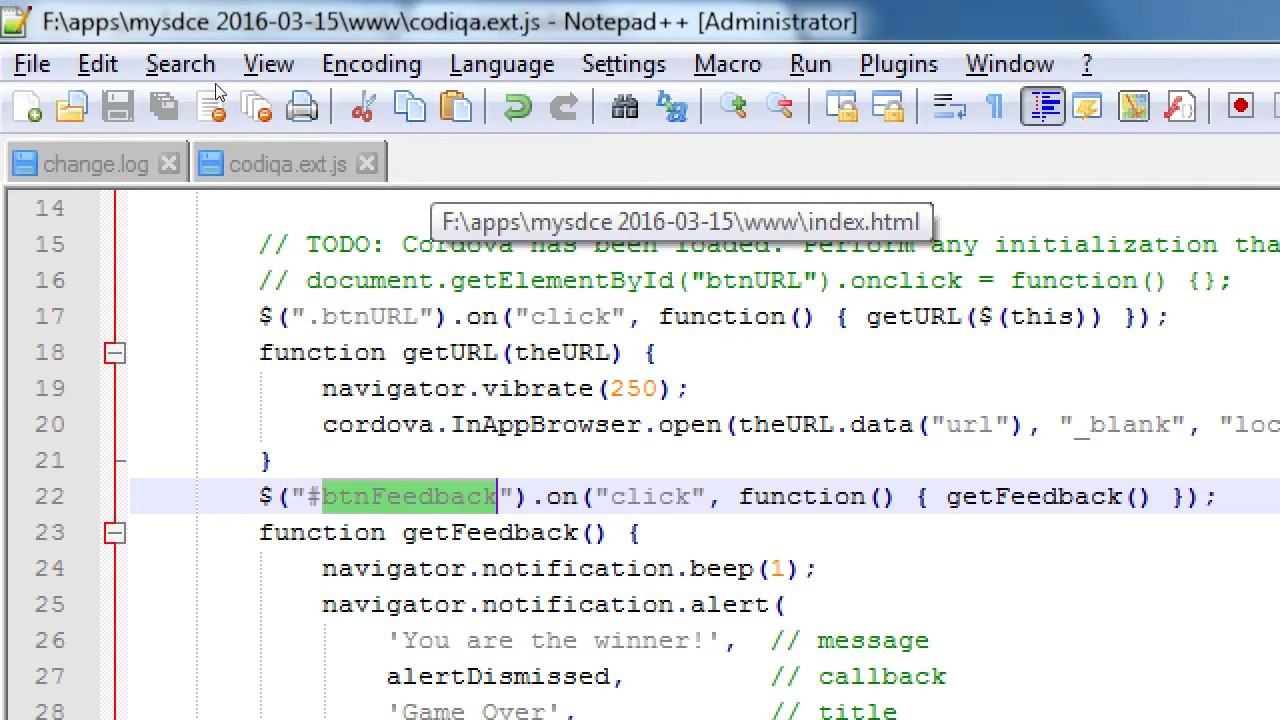 F:\apps\mysdce 2016-03-15\www\codiqa.ext.js - Notepad++ [Administrator]
File Edit Search View Encoding Language Settings Macro Run Plugins Window ?
change.log codiqa.ext.js
14
F:\apps\mysdce 2016-03-15\www\index.html
15 // TODO: Cordova has been loaded. Perform any initialization tha
16 // document.getElementById("btnURL").onclick = function() {};
17 $(".btnURL").on("click", function() { getURL($(this)) });
18 function getURL(theURL) {
19 navigator.vibrate(250);
20 cordova.InAppBrowser.open(theURL.data("url"), "_blank", "loc
21 }
22 $("#btnFeedback").on("click", function() { getFeedback() });
23 function getFeedback() {
24 navigator.notification.beep(1);
25 navigator.notification.alert(
26 'You are the winner!', // message
27 alertDismissed, // callback
28 'Game Over', // title